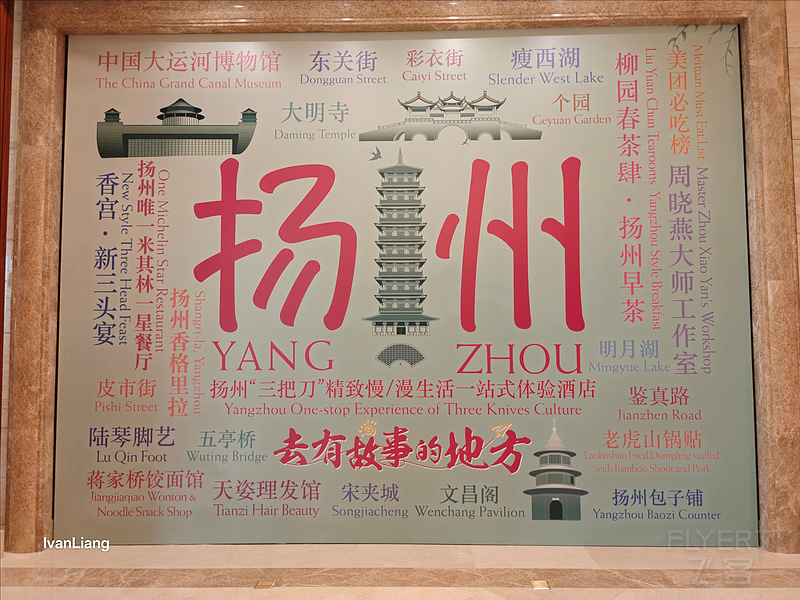 中国大运河博物馆
The China Grand Canal Museum
东关街
Dongguan Street
彩衣街
Caiyi Street
瘦西湖
Slender West Lake
大明寺
Daming Temple
个园
Geyuan Garden
柳园春茶肆·扬州早茶
Liu Yuan Chun Tearooms Yangzhou Style Breakfast
美团必吃榜
Meituan Must Eat List
周晓燕大师工作室
Master Zhou Xiao Yan's Workshop
香宫·新三头宴
New Style Three Head Feast
扬州唯一米其林一星餐厅
One Michelin Star Restaurant
扬州香格里拉
Shangri-la Yangzhou
扬州
YANG ZHOU
明月湖
Mingyue Lake
皮市街
Pishi Street
扬州“三把刀”精致慢/漫生活一站式体验酒店
Yangzhou One-stop Experience of Three Knives Culture
鉴真路
Jianzhen Road
陆琴脚艺
Lu Qin Foot
五亭桥
Wuting Bridge
去有故事的地方
老虎山锅贴
Laohushan Fried Dumpling stuffed
with Bamboo Shoot and Pork
蒋家桥饺面馆
Jiangjiaqiao Wonton &
Noodle Snack Shop
天姿理发馆
Tianzi Hair Beauty
宋夹城
Songjiacheng
文昌阁
Wenchang Pavilion
扬州包子铺
Yangzhou Baozi Counter
IvanLiang
FLYERT
飞客